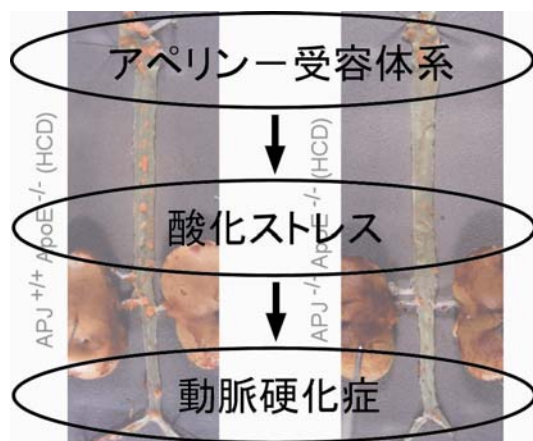 アペリン－受容体系
酸化ストレス
動脈硬化症
APJ +/+ ApoE -/- (HCD)
APJ -/- ApoE -/- (HCD)